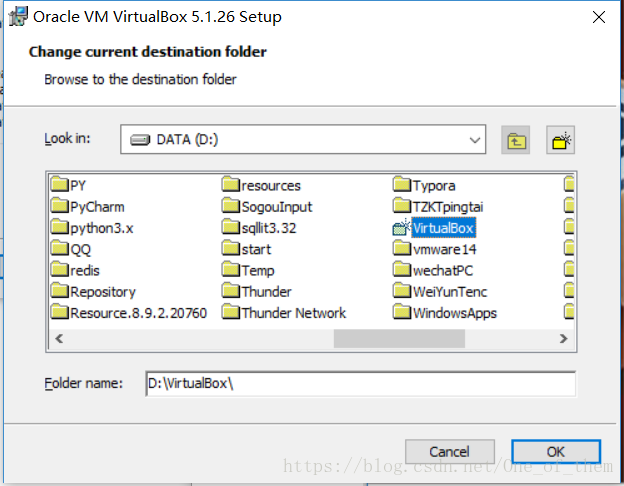 Oracle VM VirtualBox 5.1.26 Setup
Change current destination folder
Browse to the destination folder
Look in:
DATA (D:)
PY
PyCharm
python3.x
QQ
redis
Repository
Resource.8.9.2.20760
resources
SogouInput
sqllit3.32
start
Temp
Thunder
Thunder Network
Typora
TZKTpingtai
VirtualBox
vmware14
wechatPC
WeiYunTenc
WindowsApps
Folder name:
D:\VirtualBox\
Cancel
OK
https://blog.csdn.net/One_of_them